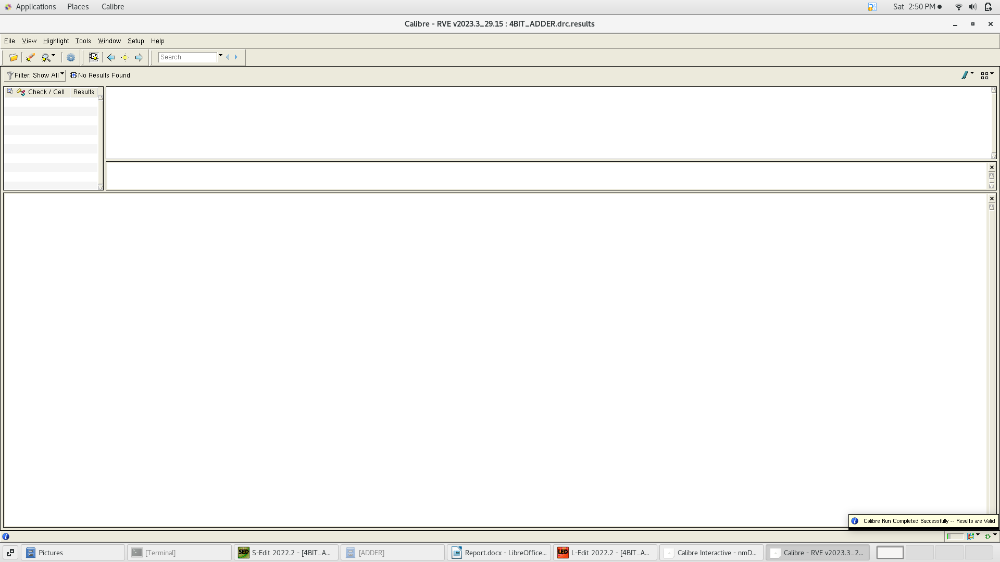 Applications Places Calibre Sat 2:50 PM
Calibre - RVE v2023.3_29.15 : 4BIT_ADDER.drc.results
File View Highlight Tools Window Setup Help
Search
Filter: Show All No Results Found
Check / Cell Results
Calibre Run Completed Successfully -- Results are Valid
Pictures [Terminal] S-Edit 2022.2 - [4BIT_A... [ADDER] Report.docx - LibreOffice... L-Edit 2022.2 - [4BIT_A... Calibre Interactive - nmD... Calibre - RVE v2023.3_2...